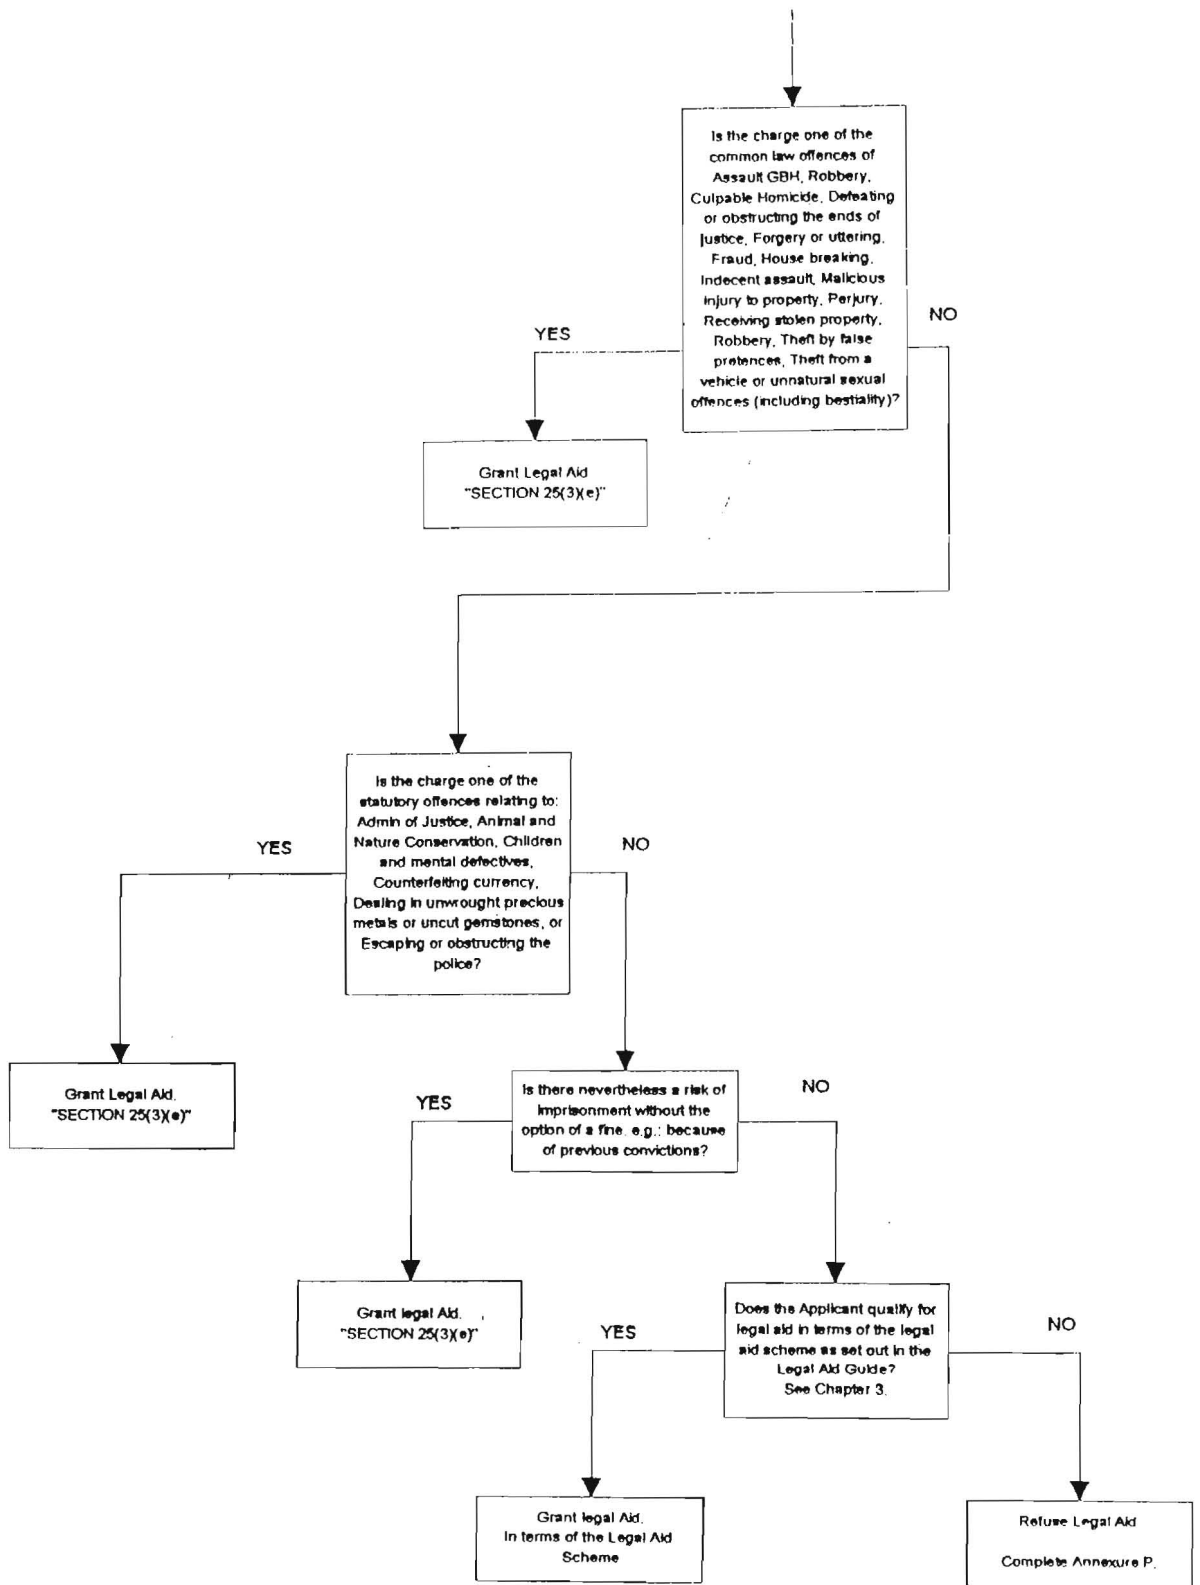 Is the charge one of the
common law offences of
Assault GBH, Robbery,
Culpable Homicide, Defeating
or obstructing the ends of
justice, Forgery or uttering,
Fraud, House breaking,
Indecent assault, Malicious
injury to property, Perjury,
Receiving stolen property,
Robbery, Theft by false
pretences, Theft from a
vehicle or unnatural sexual
offences (including bestiality)?
YES
NO
Grant Legal Aid
"SECTION 25(3)(e)"
Is the charge one of the
statutory offences relating to:
Admin of Justice, Animal and
Nature Conservation, Children
and mental defectives,
Counterfeiting currency,
Dealing in unwrought precious
metals or uncut gemstones, or
Escaping or obstructing the
police?
YES
NO
Grant Legal Aid.
"SECTION 25(3)(e)"
Is there nevertheless a risk of
imprisonment without the
option of a fine, e.g.: because
of previous convictions?
YES
NO
Grant legal Aid.
"SECTION 25(3)(e)"
Does the Applicant qualify for
legal aid in terms of the legal
aid scheme as set out in the
Legal Aid Guide?
See Chapter 3.
YES
NO
Grant legal Aid.
In terms of the Legal Aid
Scheme
Refuse Legal Aid
Complete Annexure P.